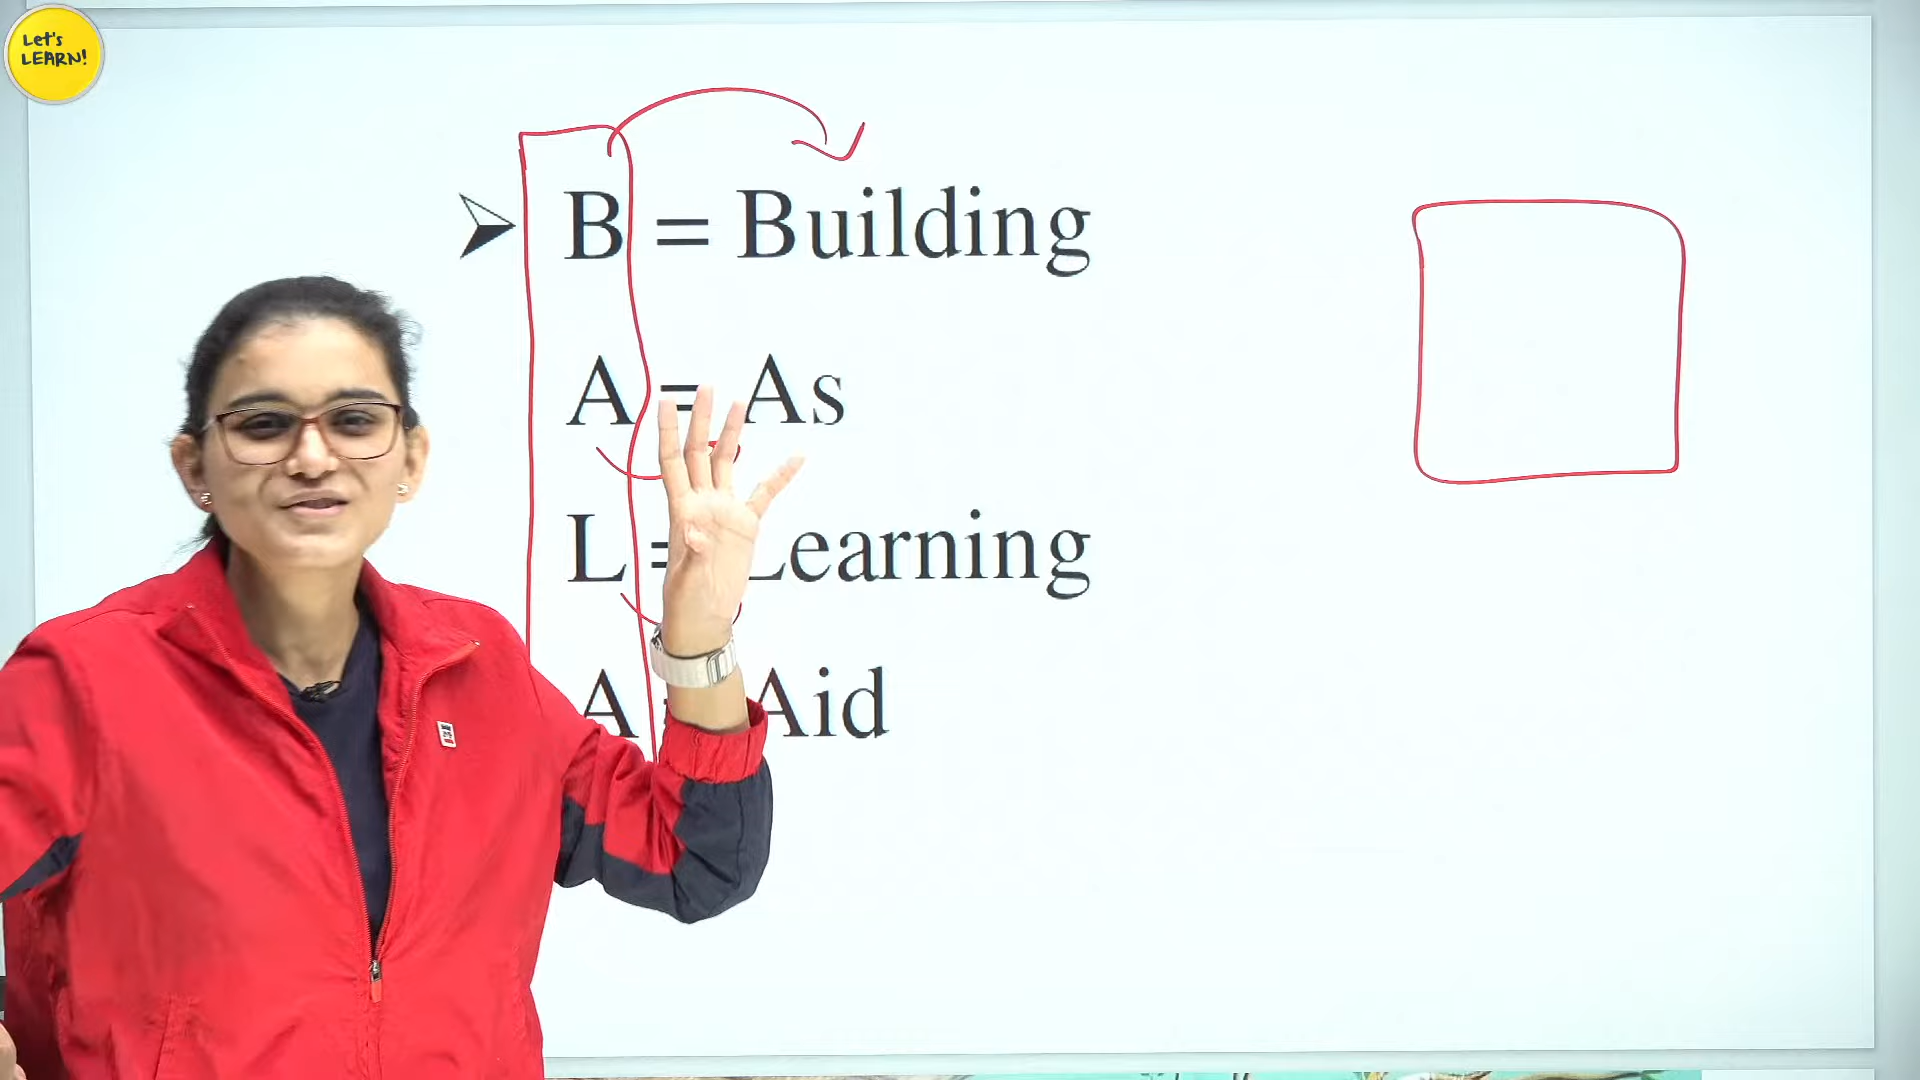 Let's
LEARN!
B = Building
A = As
L = Learning
A = Aid